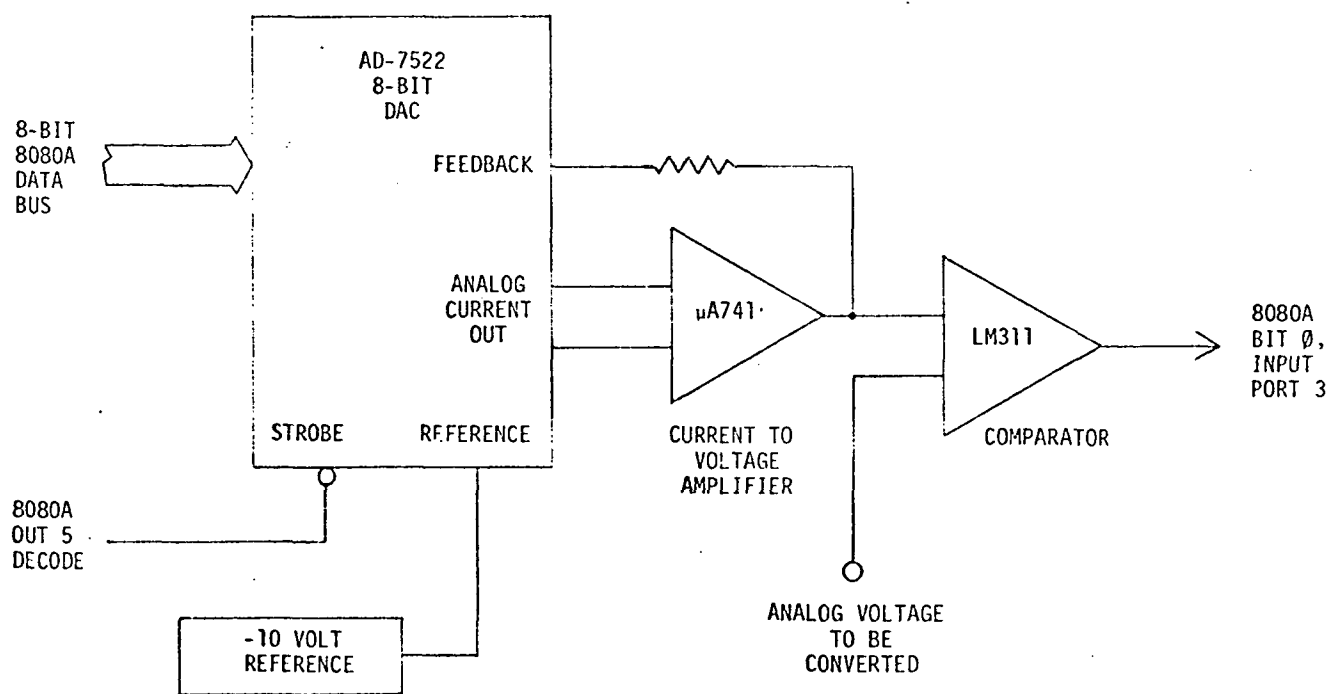 AD-7522
8-BIT
DAC
8-BIT
8080A
DATA
BUS
FEEDBACK
ANALOG
CURRENT
OUT
μA741
LM311
8080A
BIT Ø,
INPUT
PORT 3
STROBE
REFERENCE
CURRENT TO
VOLTAGE
AMPLIFIER
COMPARATOR
8080A
OUT 5
DECODE
-10 VOLT
REFERENCE
ANALOG VOLTAGE
TO BE
CONVERTED